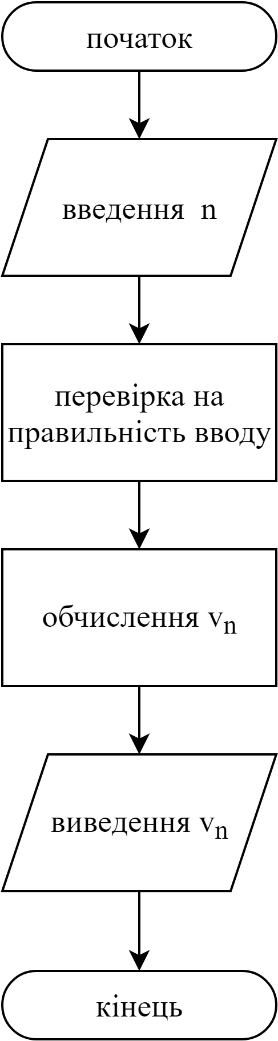 початок
введення n
перевірка на
правильність вводу
обчислення vₙ
виведення vₙ
кінець